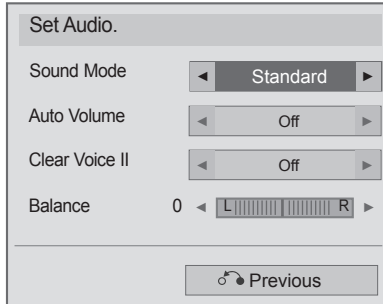 Set Audio.
Sound Mode ◄ Standard ►
Auto Volume ◄ Off ►
Clear Voice II ◄ Off ►
Balance 0 ◄ L R ►
Previous